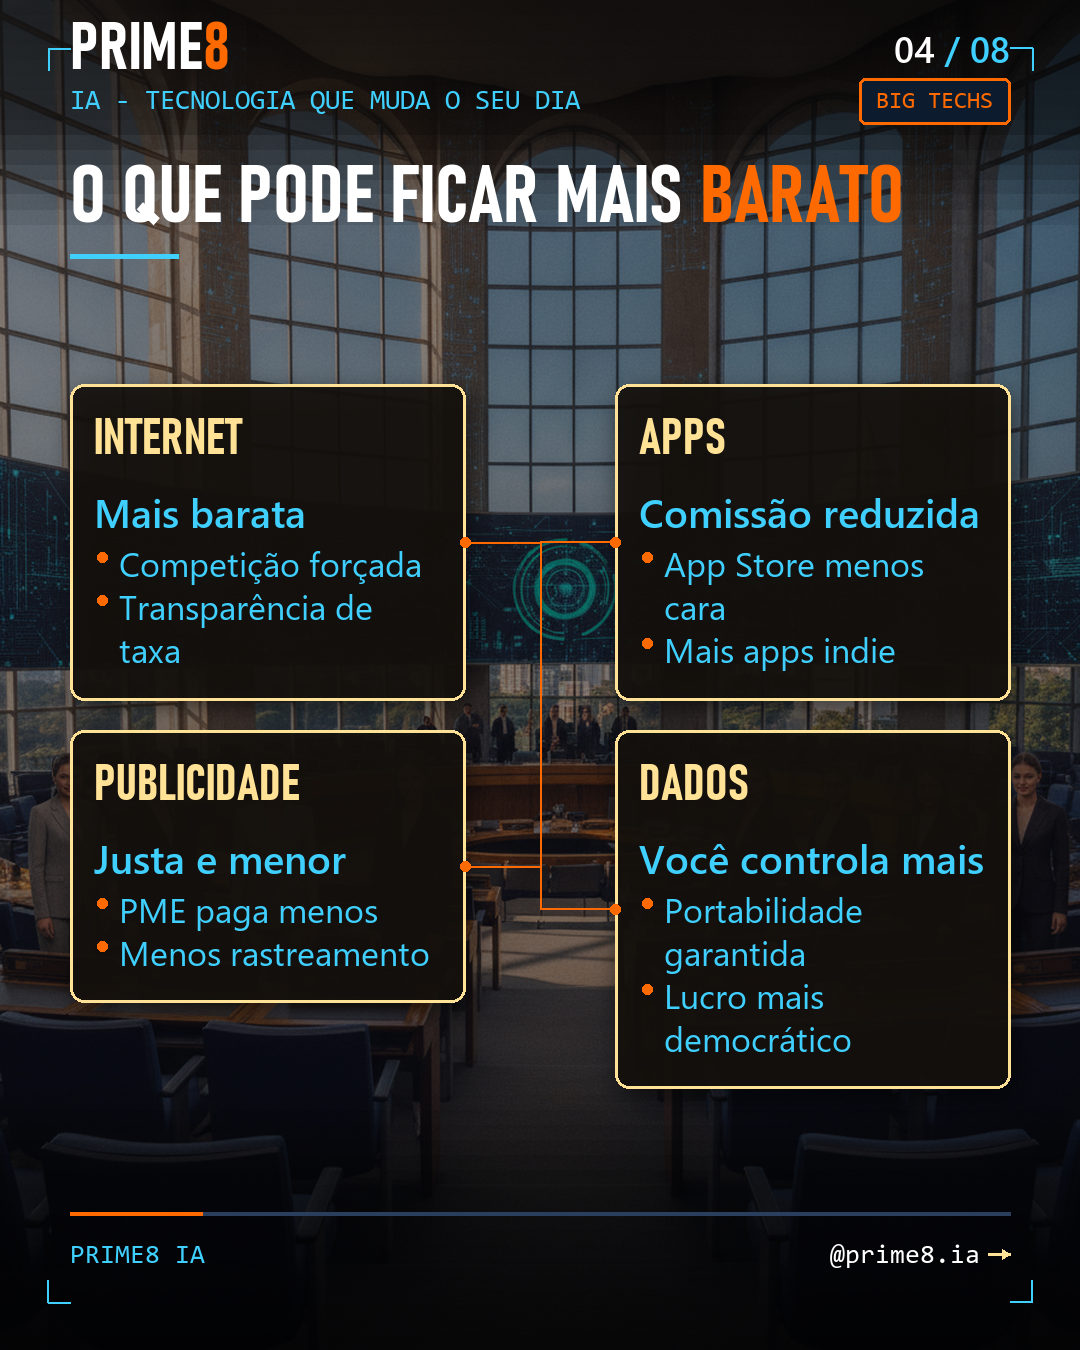 PRIME8
04 / 08
IA - TECNOLOGIA QUE MUDA O SEU DIA
BIG TECHS
O QUE PODE FICAR MAIS BARATO
INTERNET
Mais barata
Competição forçada
Transparência de
taxa
APPS
Comissão reduzida
App Store menos
cara
Mais apps indie
PUBLICIDADE
Justa e menor
PME paga menos
Menos rastreamento
DADOS
Você controla mais
Portabilidade
garantida
Lucro mais
democrático
PRIME8 IA
@prime8.ia